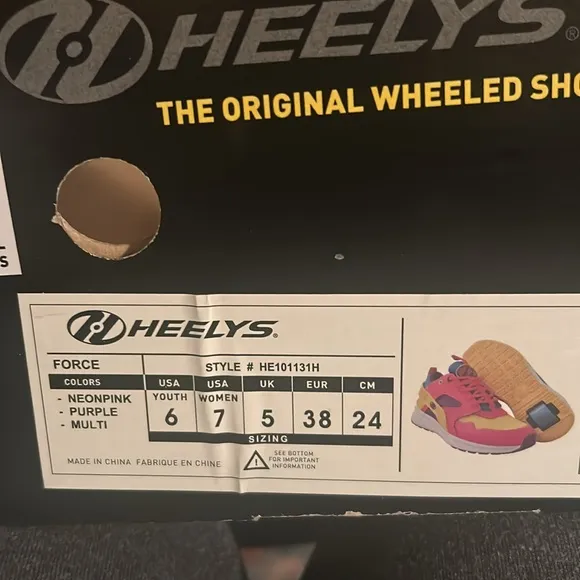 HEELYS®
THE ORIGINAL WHEELED
S
HEELYS.
FORCE
STYLE # HE101131H
COLORS
- NEONPINK
- PURPLE
- MULTI
USA USA UK EUR CM
YOUTH WOMEN
6 7 5 38 24
SIZING
MADE IN CHINA FABRIQUE EN CHINE
SEE BOTTOM
FOR IMPORTANT
INFORMATION